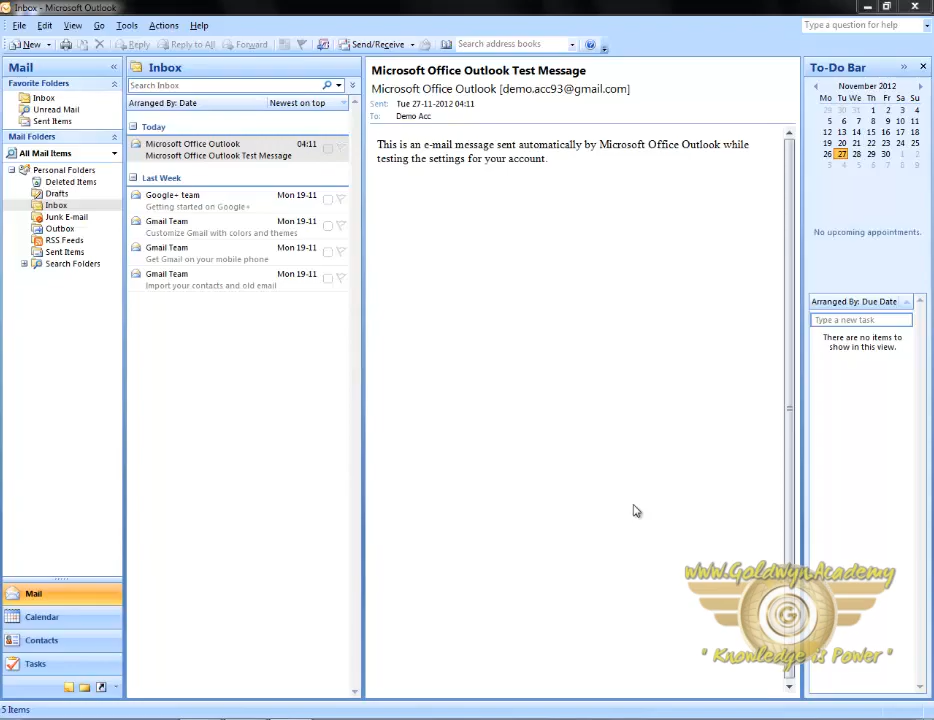 Inbox - Microsoft Outlook
File Edit View Go Tools Actions Help
Type a question for help
New Reply Reply to All Forward Send/Receive Search address books
Mail «
Favorite Folders
Inbox
Unread Mail
Sent Items
Mail Folders
All Mail Items
Personal Folders
Deleted Items
Drafts
Inbox
Junk E-mail
Outbox
RSS Feeds
Sent Items
Search Folders
Mail
Calendar
Contacts
Tasks
Inbox
Search Inbox
Arranged By: Date Newest on top
Today
Microsoft Office Outlook 04:11
Microsoft Office Outlook Test Message
Last Week
Google+ team Mon 19-11
Getting started on Google+
Gmail Team Mon 19-11
Customize Gmail with colors and themes
Gmail Team Mon 19-11
Get Gmail on your mobile phone
Gmail Team Mon 19-11
Import your contacts and old email
Microsoft Office Outlook Test Message
Microsoft Office Outlook [demo.acc93@gmail.com]
Sent: Tue 27-11-2012 04:11
To: Demo Acc
This is an e-mail message sent automatically by Microsoft Office Outlook while
testing the settings for your account.
To-Do Bar »
November 2012
Mo Tu We Th Fr Sa Su
29 30 31 1 2 3 4
5 6 7 8 9 10 11
12 13 14 15 16 17 18
19 20 21 22 23 24 25
26 27 28 29 30 1 2
3 4 5 6 7 8 9
No upcoming appointments.
Arranged By: Due Date
Type a new task
There are no items to
show in this view.
www.GoldwynAcademy
G
" Knowledge is Power "
5 Items